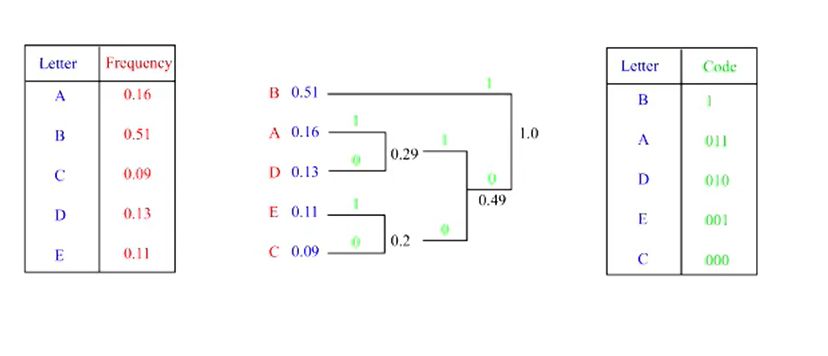 Letter Frequency
A 0.16
B 0.51
C 0.09
D 0.13
E 0.11
1
B 0.51
1
A 0.16
1.0
1
0.29
0
D 0.13
0
0.49
1
E 0.11
0
0.2
0
C 0.09
Letter Code
B 1
A 011
D 010
E 001
C 000